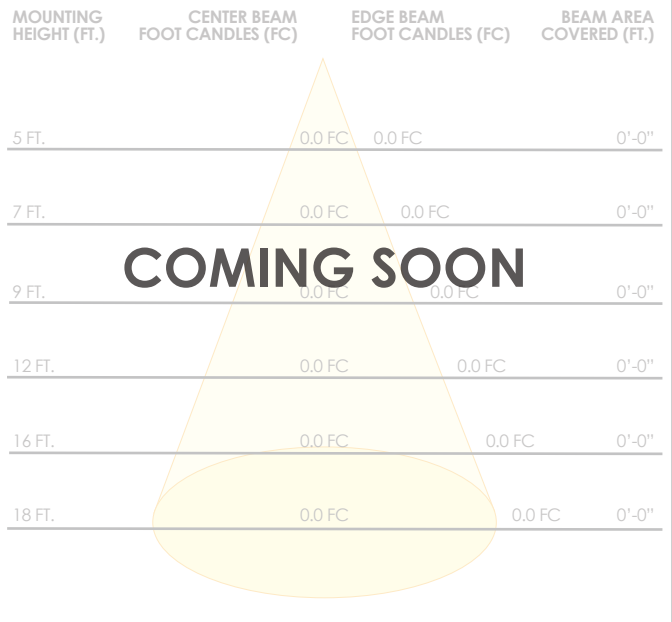 MOUNTING HEIGHT (FT.)
CENTER BEAM FOOT CANDLES (FC)
EDGE BEAM FOOT CANDLES (FC)
BEAM AREA COVERED (FT.)
5 FT. 0.0 FC 0.0 FC 0'-0"
7 FT. 0.0 FC 0.0 FC 0'-0"
COMING SOON
9 FT. 0.0 FC 0.0 FC 0'-0"
12 FT. 0.0 FC 0.0 FC 0'-0"
16 FT. 0.0 FC 0.0 FC 0'-0"
18 FT. 0.0 FC 0.0 FC 0'-0"